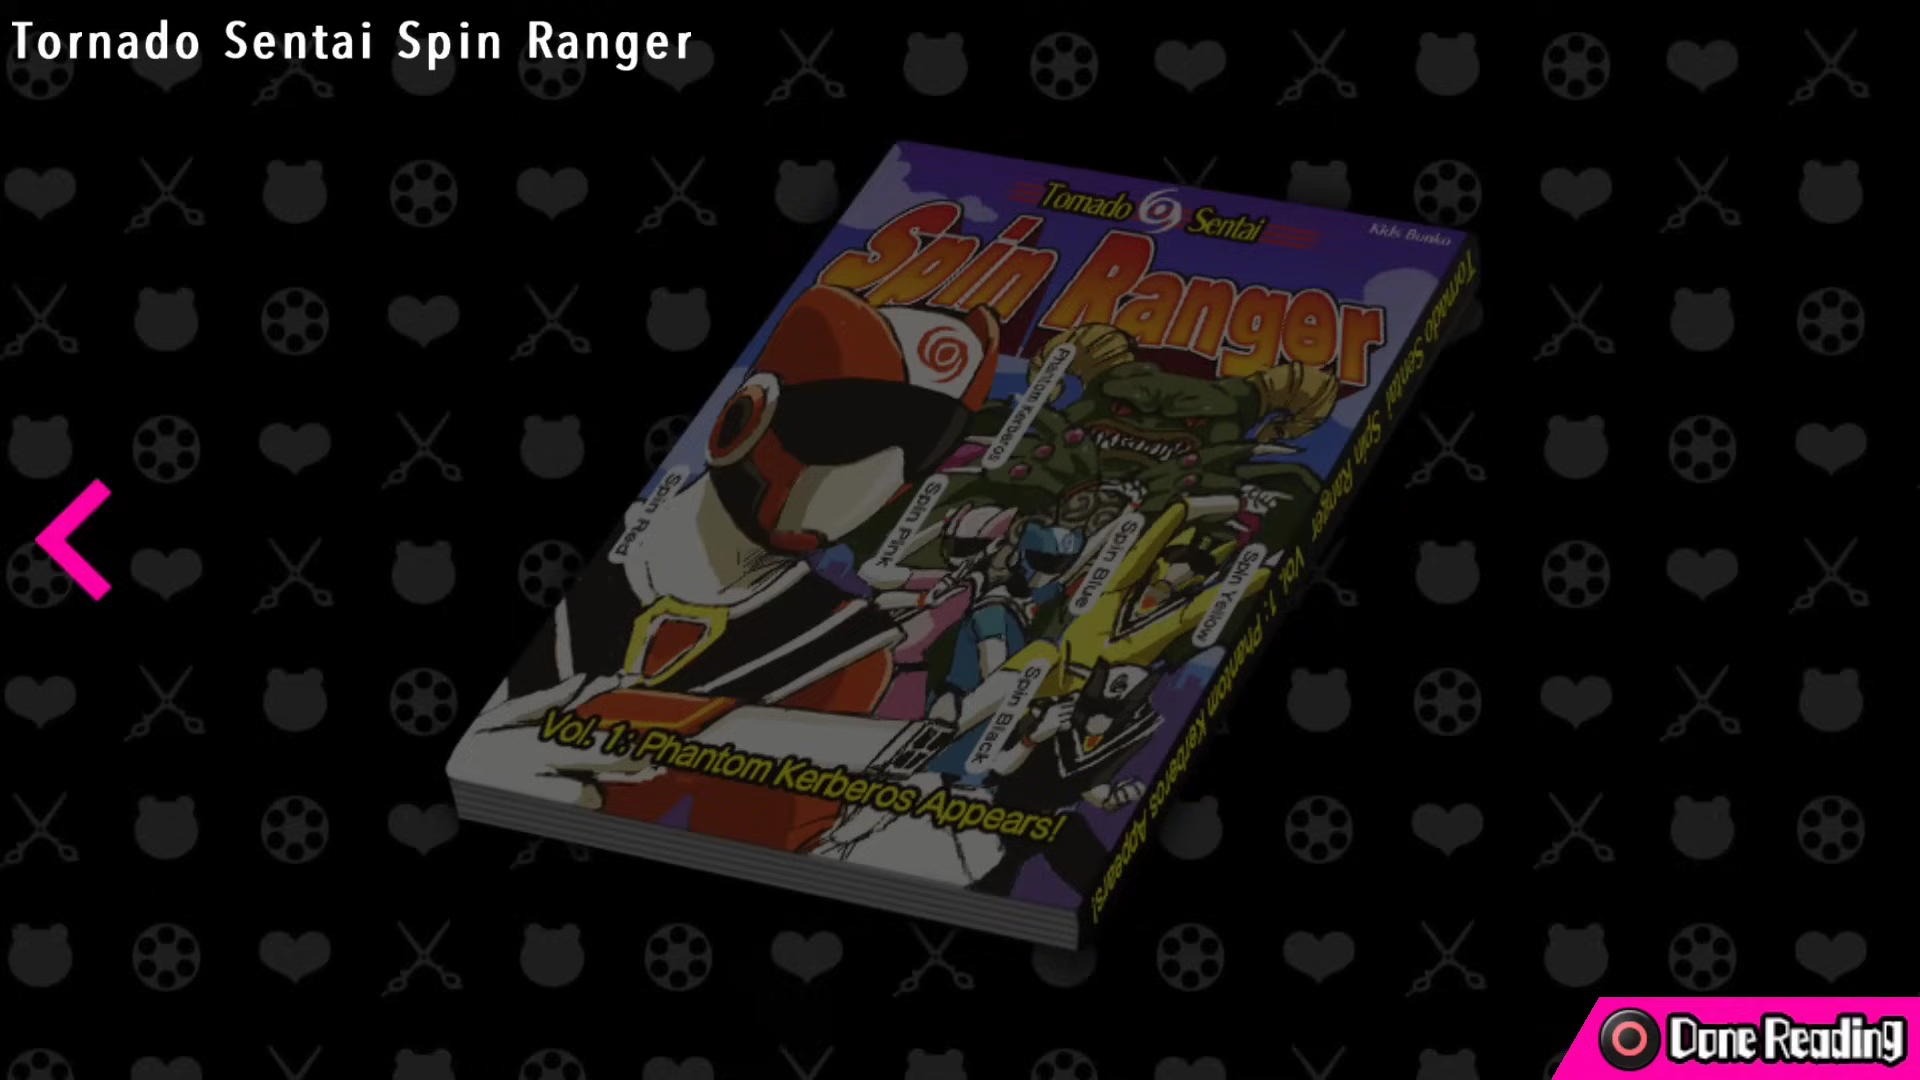 Tornado Sentai Spin Ranger
Tornado Sentai
Kids Bunko
Spin Ranger
Phantom Kerberos
Spin Red
Spin Pink
Spin Blue
Spin Yellow
Spin Black
Vol. 1: Phantom Kerberos Appears!
Tornado Sentai Spin Ranger Vol. 1: Phantom Kerberos Appears!
Done Reading